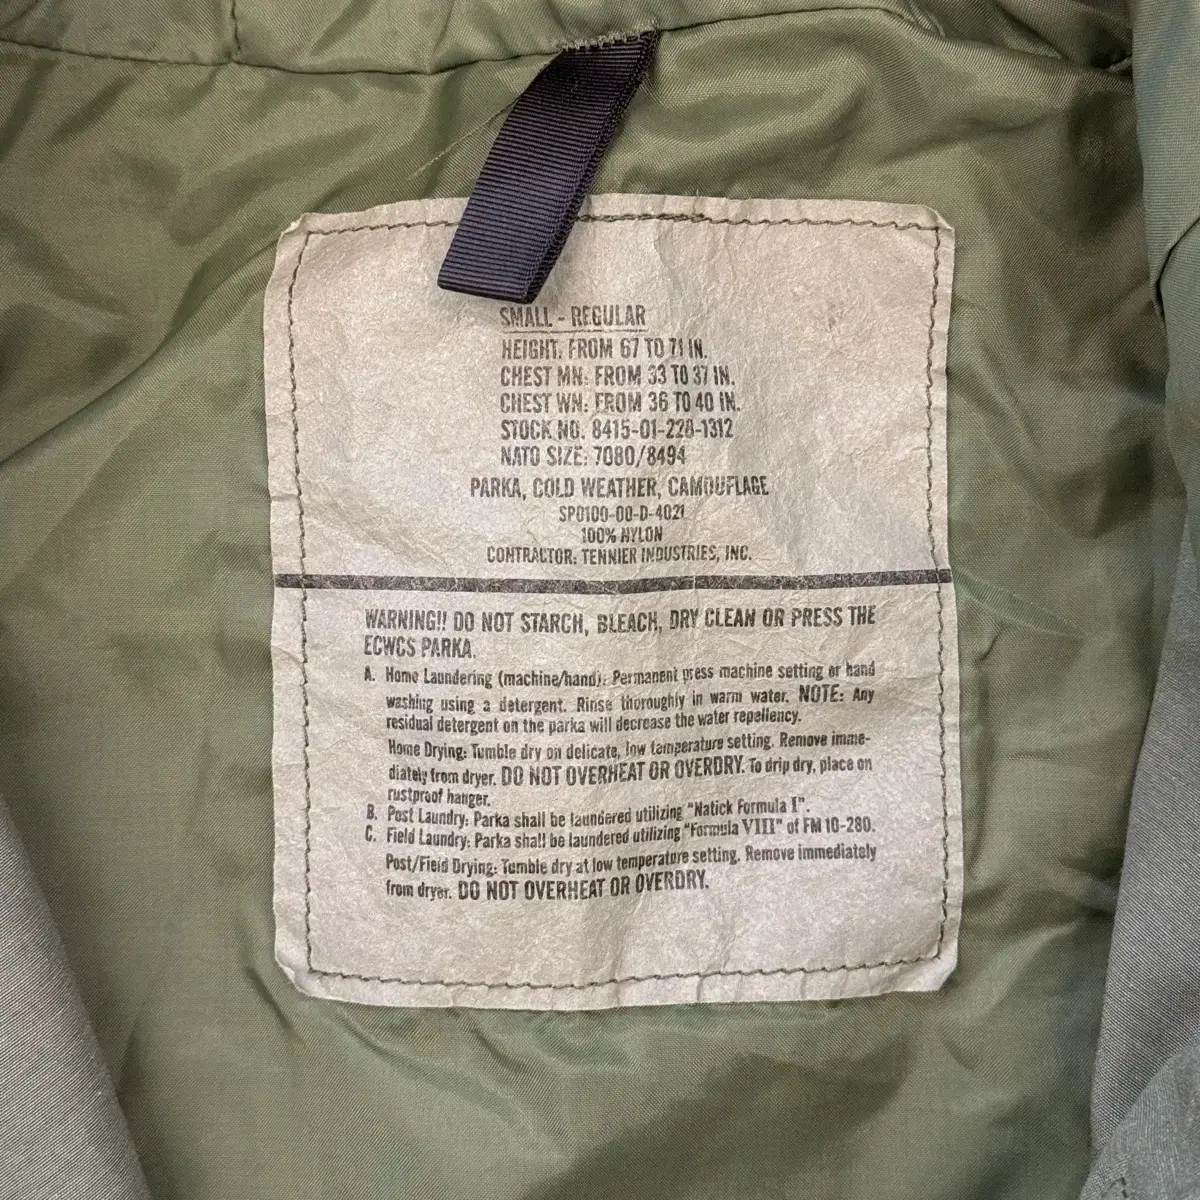 SMALL - REGULAR
HEIGHT: FROM 67 TO 71 IN.
CHEST MN: FROM 33 TO 37 IN.
CHEST WN: FROM 36 TO 40 IN.
STOCK NO. 8415-01-228-1312
NATO SIZE: 7080/8494
PARKA, COLD WEATHER, CAMOUFLAGE
SPO100-00-D-4021
100% NYLON
CONTRACTOR: TENNIER INDUSTRIES, INC.
WARNING!! DO NOT STARCH, BLEACH, DRY CLEAN OR PRESS THE
ECWCS PARKA.
A. Home Laundering (machine/hand): Permanent press machine setting or hand
washing using a detergent. Rinse thoroughly in warm water. NOTE: Any
residual detergent on the parka will decrease the water repellency.
Home Drying: Tumble dry on delicate, low temperature setting. Remove imme-
diately from dryer. DO NOT OVERHEAT OR OVERDRY. To drip dry, place on
rustproof hanger.
B. Post Laundry: Parka shall be laundered utilizing "Natick Formula I".
C. Field Laundry: Parka shall be laundered utilizing "Formula VIII" of FM 10-280.
Post/Field Drying: Tumble dry at low temperature setting. Remove immediately
from dryer. DO NOT OVERHEAT OR OVERDRY.